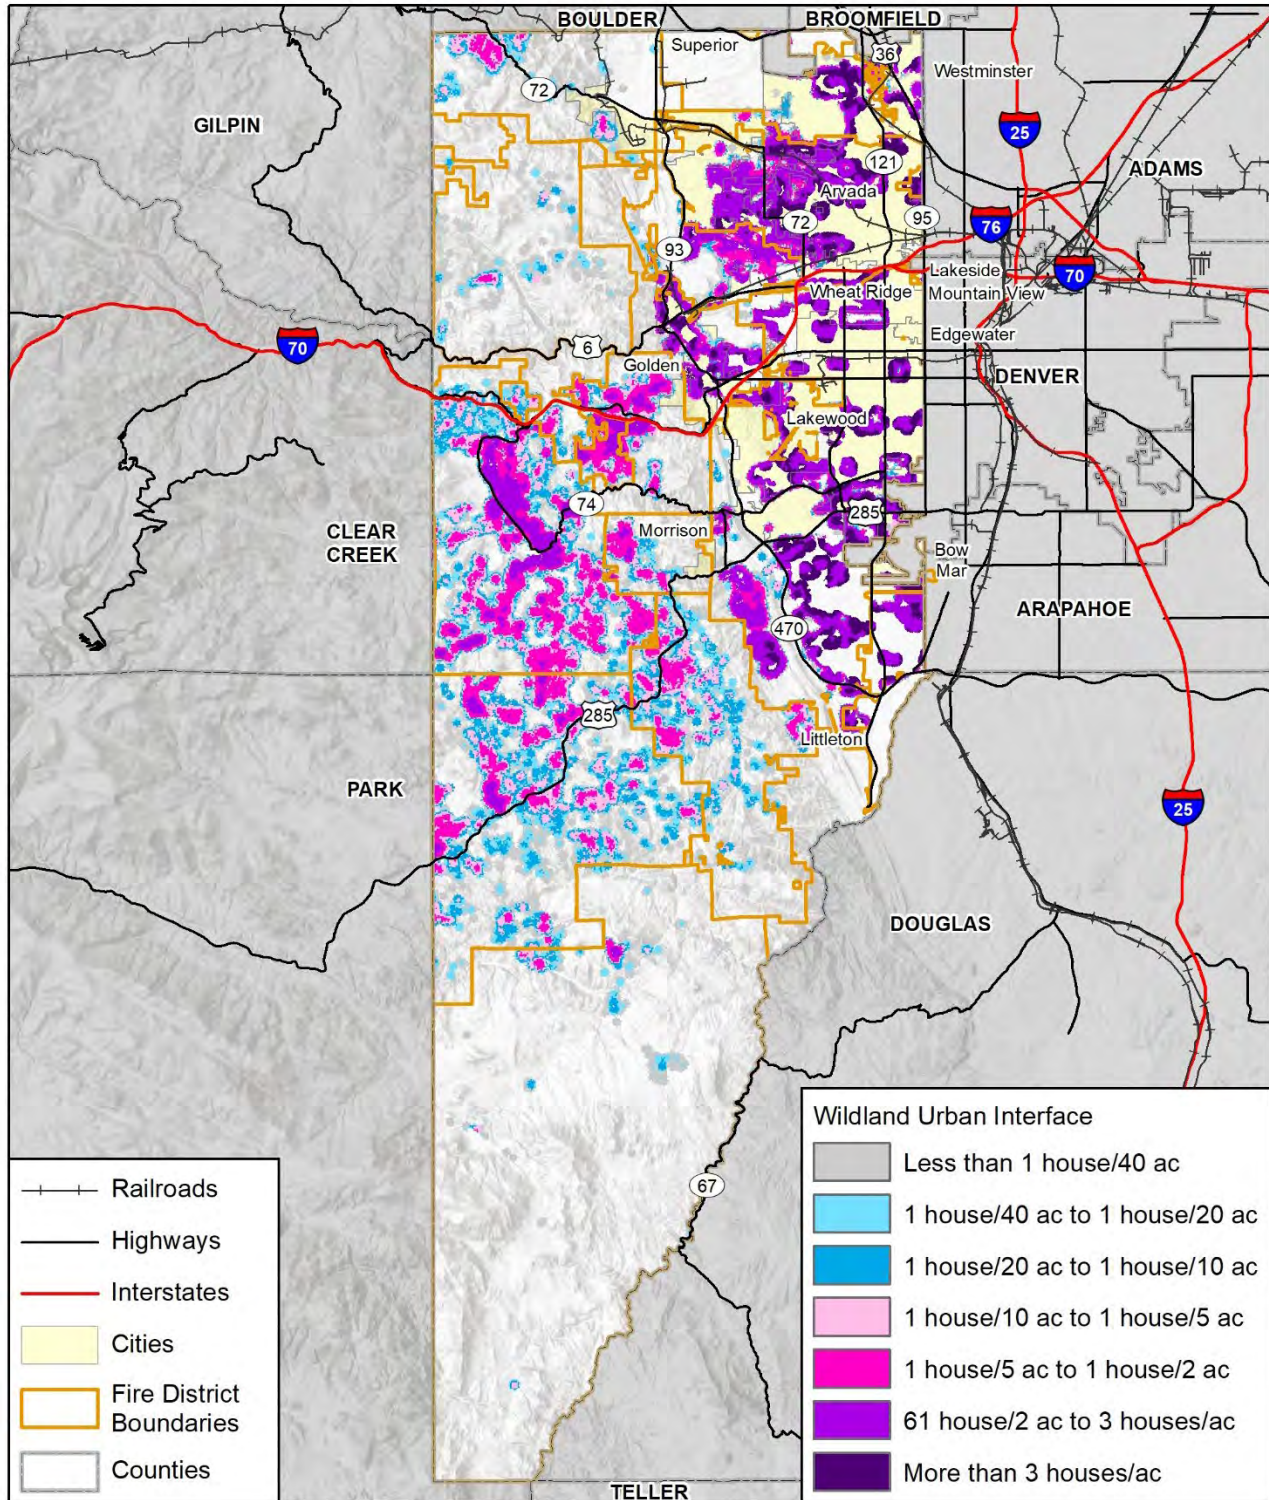 BOULDER
BROOMFIELD
Superior
36
Westminster
72
25
GILPIN
121
ADAMS
Arvada
72
95
76
93
Lakeside
70
Wheat Ridge
Mountain View
70
6
Edgewater
Golden
DENVER
Lakewood
74
285
CLEAR
CREEK
Morrison
Bow
Mar
ARAPAHOE
470
285
Littleton
PARK
25
DOUGLAS
67
TELLER
Railroads
Highways
Interstates
Cities
Fire District
Boundaries
Counties
Wildland Urban Interface
Less than 1 house/40 ac
1 house/40 ac to 1 house/20 ac
1 house/20 ac to 1 house/10 ac
1 house/10 ac to 1 house/5 ac
1 house/5 ac to 1 house/2 ac
61 house/2 ac to 3 houses/ac
More than 3 houses/ac